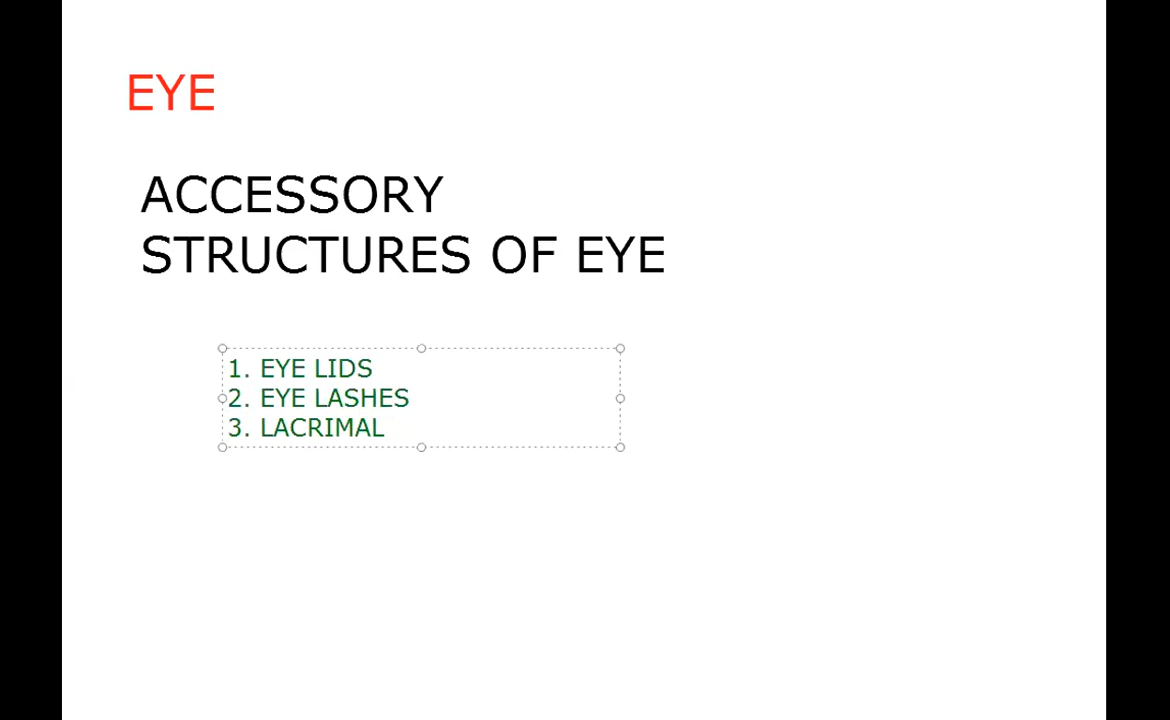 EYE
ACCESSORY
STRUCTURES OF EYE
1. EYE LIDS
2. EYE LASHES
3. LACRIMAL